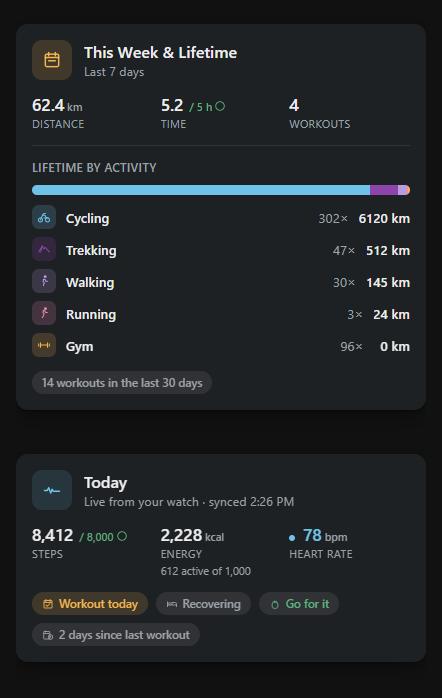 This Week & Lifetime
Last 7 days
62.4 km 5.2 / 5 h 4
DISTANCE TIME WORKOUTS
LIFETIME BY ACTIVITY
Cycling 302× 6120 km
Trekking 47× 512 km
Walking 30× 145 km
Running 3× 24 km
Gym 96× 0 km
14 workouts in the last 30 days
Today
Live from your watch · synced 2:26 PM
8,412 / 8,000 2,228 kcal 78 bpm
STEPS ENERGY HEART RATE
612 active of 1,000
Workout today Recovering Go for it
2 days since last workout